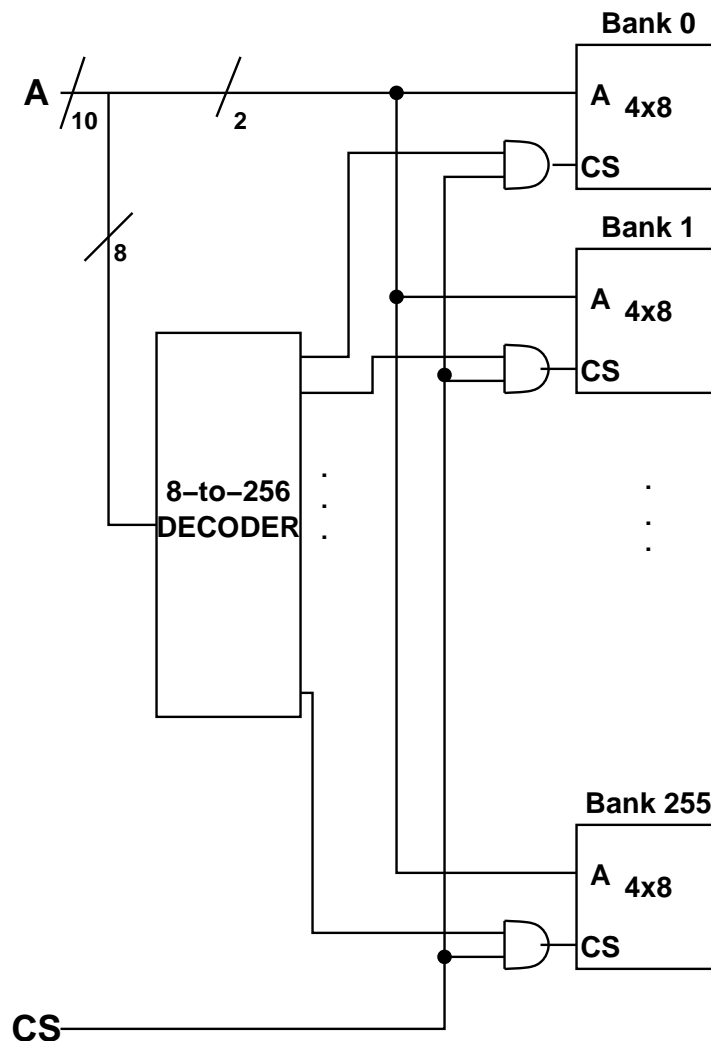 Bank 0
A
10
2
A
4x8
CS
Bank 1
8
A
4x8
CS
8–to–256
DECODER
Bank 255
A
4x8
CS
CS